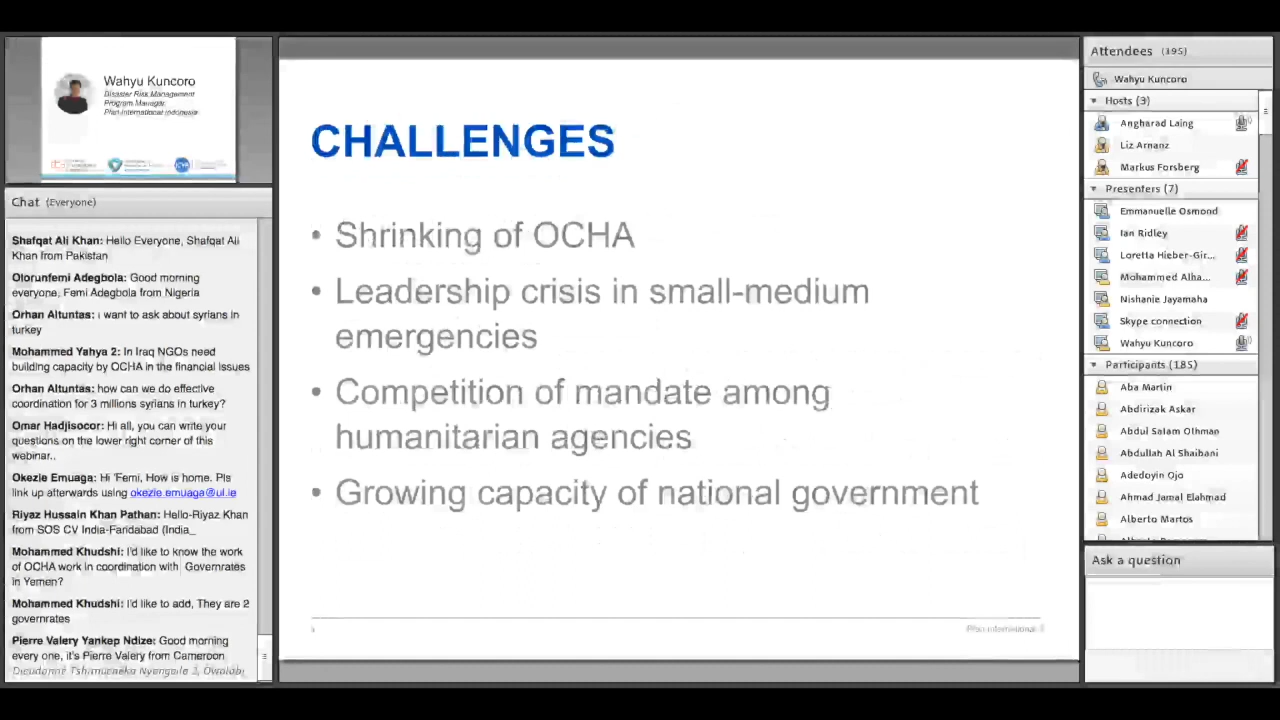 Wahyu Kuncoro
Disaster Risk Management
Program Manager
Plan International Indonesia
Chat (Everyone)
Shafqat Ali Khan: Hello Everyone, Shafqat Ali
Khan from Pakistan
Olorunfemi Adegbola: Good morning
everyone, Femi Adegbola from Nigeria
Orhan Altuntas: i want to ask about syrians in
turkey
Mohammed Yahya 2: In Iraq NGOs need
building capacity by OCHA in the financial issues
Orhan Altuntas: how can we do effective
coordination for 3 millions syrians in turkey?
Omar Hadjisocor: Hi all, you can write your
questions on the lower right corner of this
webinar..
Okezie Emuaga: Hi 'Femi, How is home. Pls
link up afterwards using okezie.emuaga@ul.ie
Riyaz Hussain Khan Pathan: Hello-Riyaz Khan
from SOS CV India-Faridabad (India_
Mohammed Khudshi: I'd like to know the work
of OCHA work in coordination with Governrates
in Yemen?
Mohammed Khudshi: I'd like to add, They are 2
governrates
Pierre Valery Yankep Ndize: Good morning
every one, it's Pierre Valery from Cameroon
CHALLENGES
• Shrinking of OCHA
• Leadership crisis in small-medium
emergencies
• Competition of mandate among
humanitarian agencies
• Growing capacity of national government
Plan International
Attendees (195)
Wahyu Kuncoro
Hosts (3)
Angharad Laing
Liz Arnanz
Markus Forsberg
Presenters (7)
Emmanuelle Osmond
Ian Ridley
Loretta Hieber-Gir...
Mohammed Alha...
Nishanie Jayamaha
Skype connection
Wahyu Kuncoro
Participants (185)
Aba Martin
Abdirizak Askar
Abdul Salam Othman
Abdullah Al Shaibani
Adedoyin Ojo
Ahmad Jamal Elahmad
Alberto Martos
Ask a question